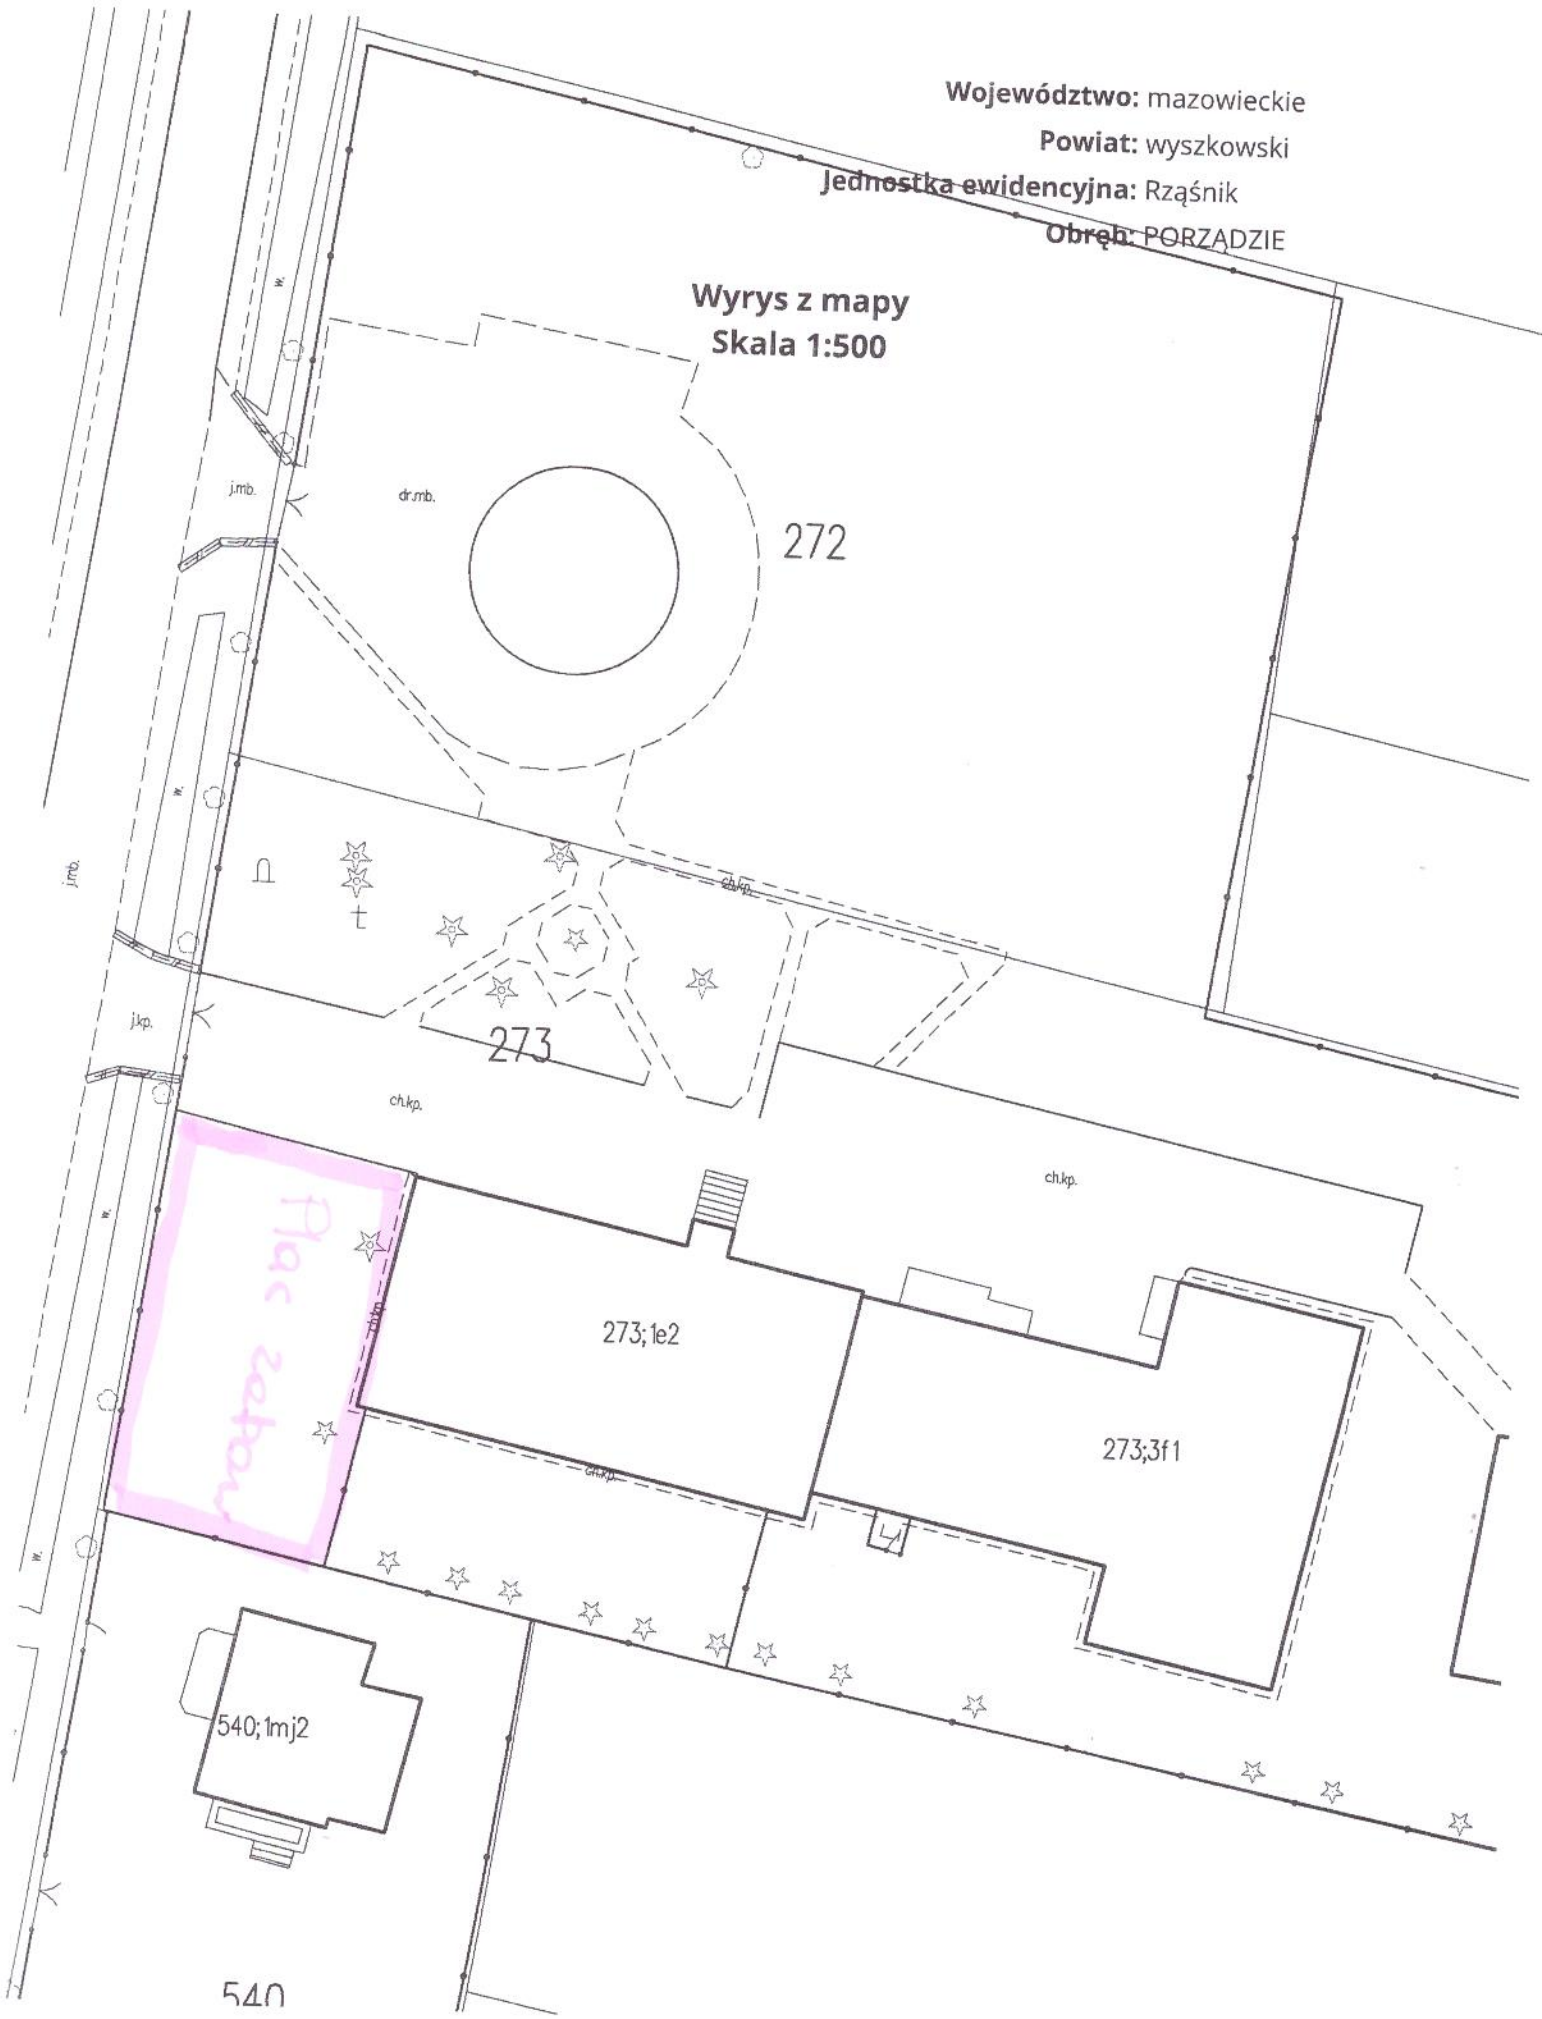 Województwo: mazowieckie
Powiat: wyszkowski
Jednostka ewidencyjna: Rząśnik
Obręb: PORZĄDZIE
Wyrys z mapy
Skala 1:500
w.
j.mb.
dr.mb.
272
w.
j.mb.
t
ch.kp.
j.kp.
273
ch.kp.
ch.kp.
w.
Plac zabaw
ch.kp.
273;1e2
273;3f1
ch.kp.
w.
540;1mj2
540